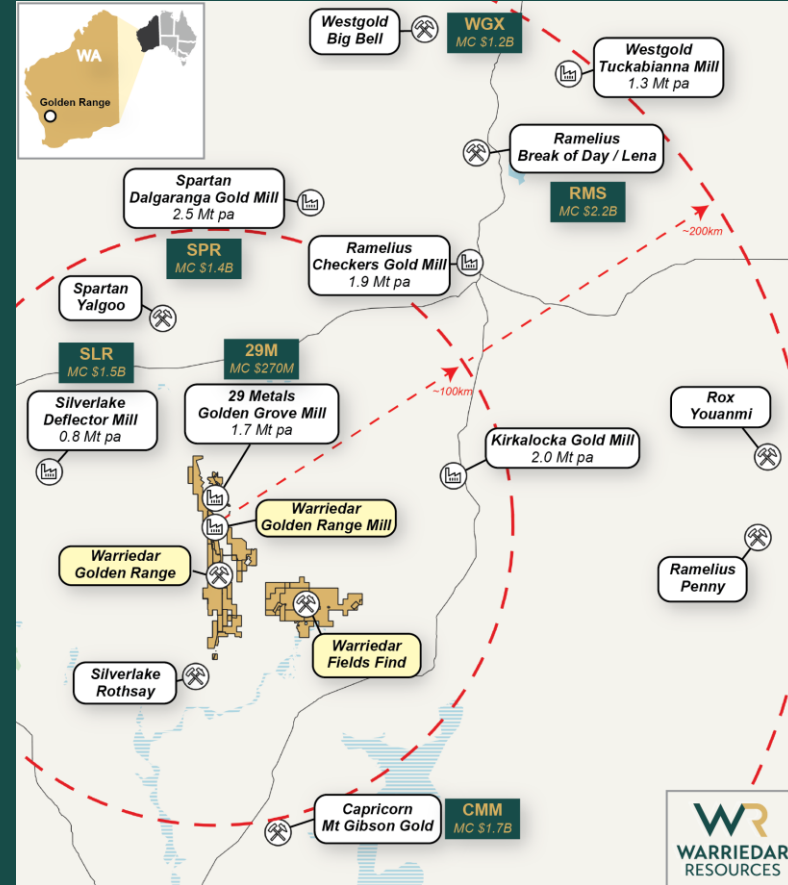 WA
Golden Range
Westgold
Big Bell
WGX
MC $1.2B
Westgold
Tuckabianna Mill
1.3 Mt pa
Ramelius
Break of Day / Lena
RMS
MC $2.2B
~200km
Spartan
Dalgaranga Gold Mill
2.5 Mt pa
SPR
MC $1.4B
Ramelius
Checkers Gold Mill
1.9 Mt pa
Spartan
Yalgoo
SLR
MC $1.5B
29M
MC $270M
~100km
Silverlake
Deflector Mill
0.8 Mt pa
29 Metals
Golden Grove Mill
1.7 Mt pa
Rox
Youanmi
Kirkalocka Gold Mill
2.0 Mt pa
Warriedar
Golden Range Mill
Warriedar
Golden Range
Ramelius
Penny
Warriedar
Fields Find
Silverlake
Rothsay
Capricorn
Mt Gibson Gold
CMM
MC $1.7B
WR
WARRIEDAR
RESOURCES